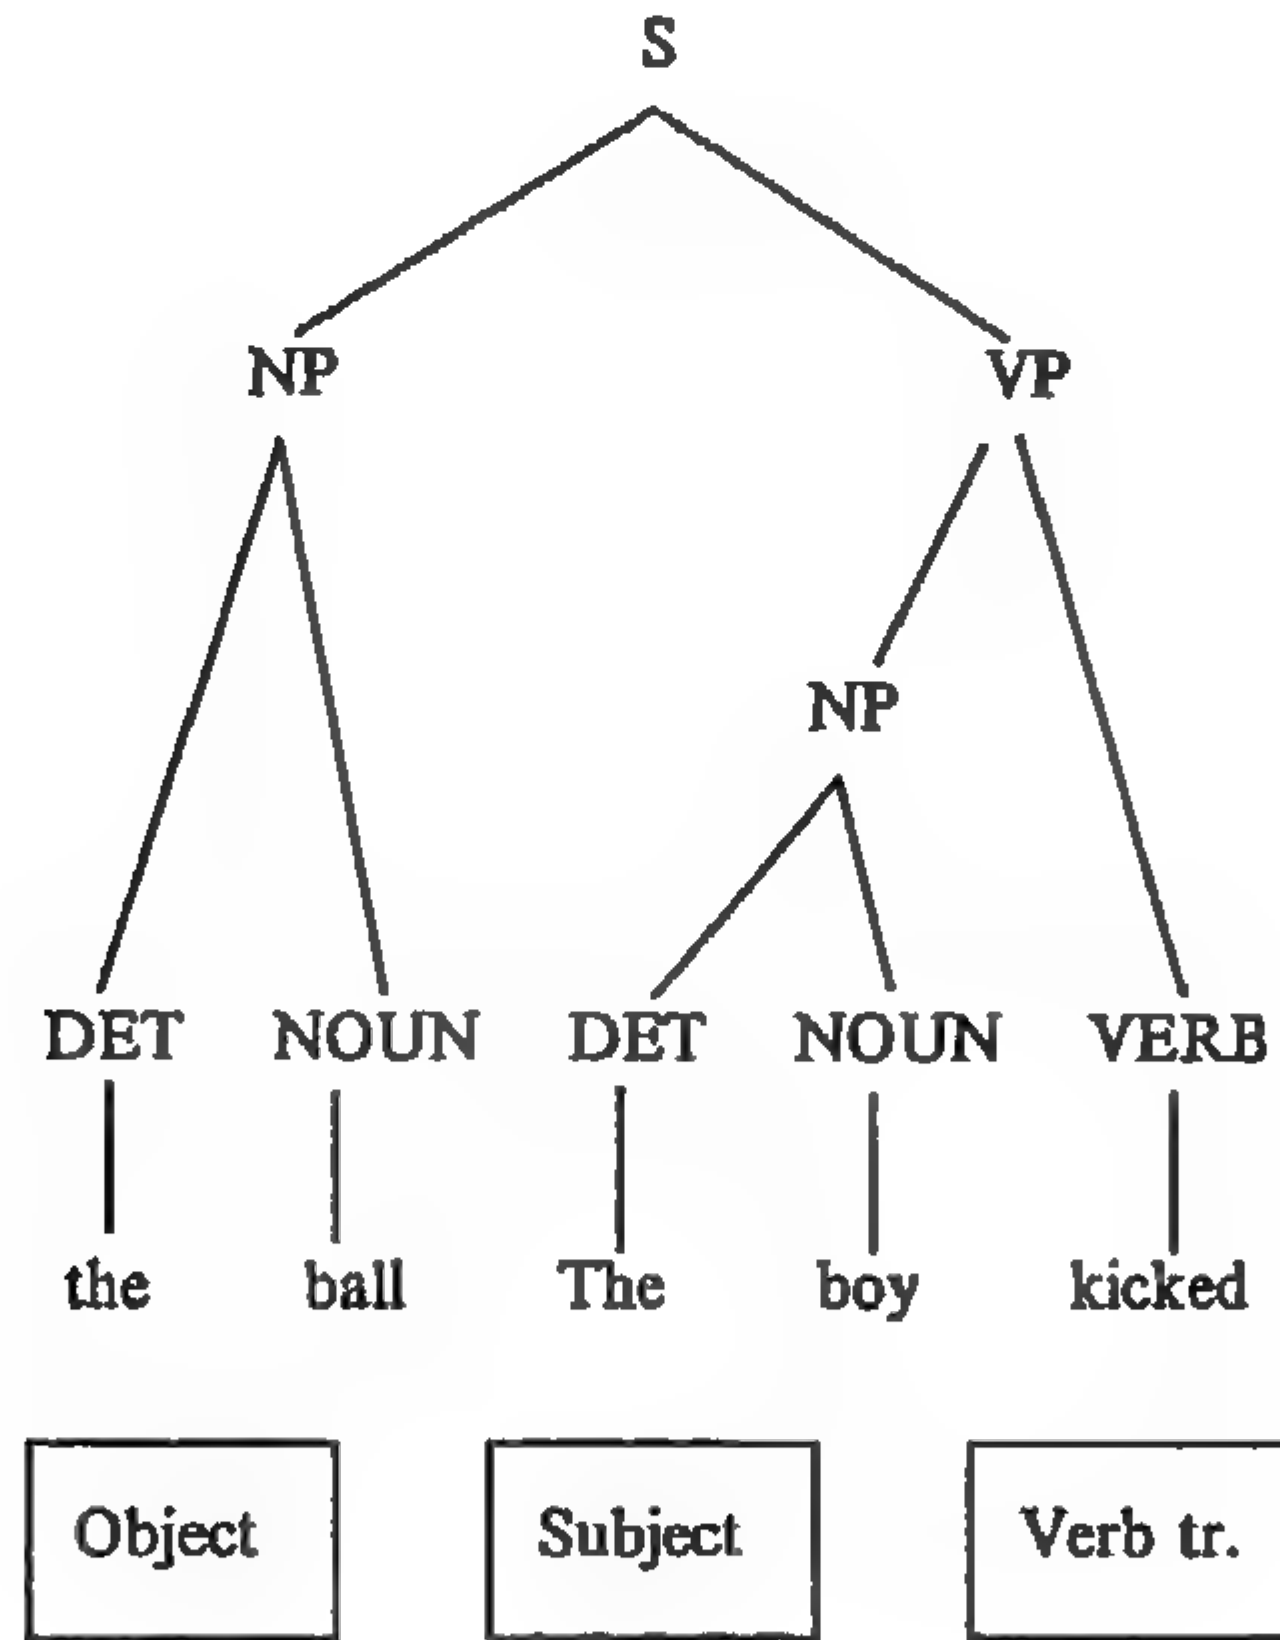 S
NP VP
NP
DET NOUN DET NOUN VERB
the ball The boy kicked
Object Subject Verb tr.